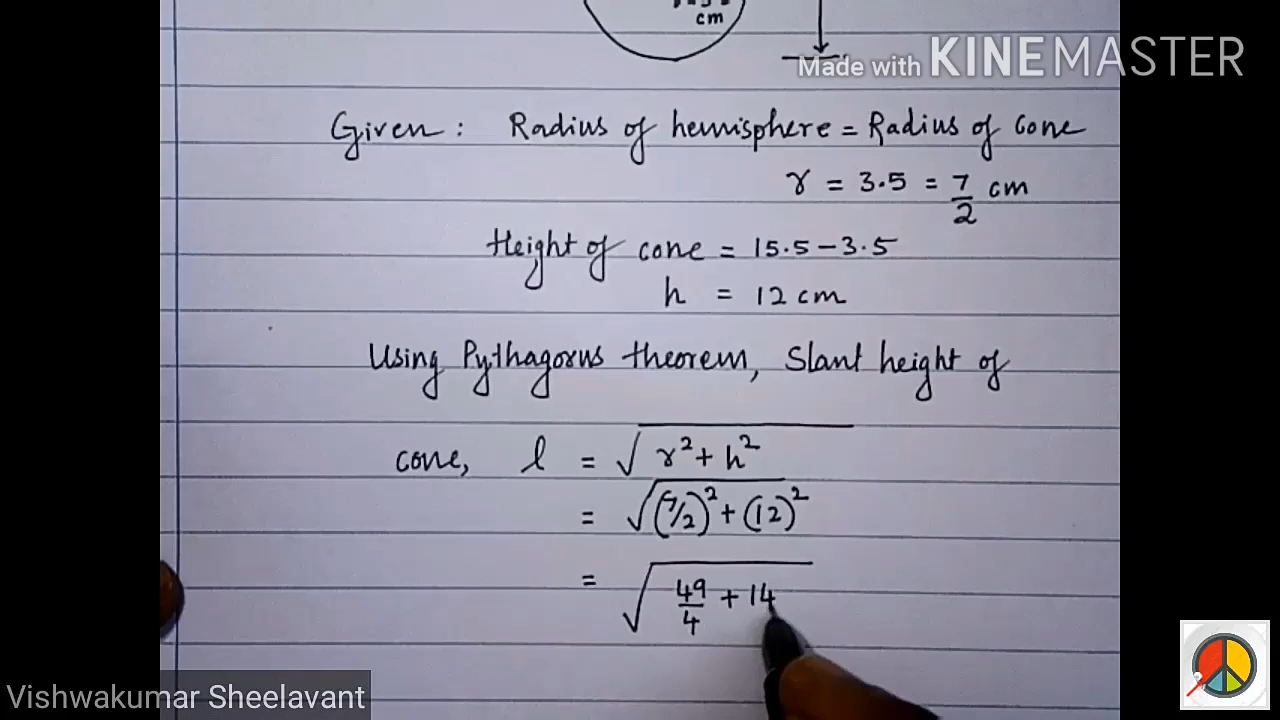 cm
Made with KINEMASTER
Given : Radius of hemisphere = Radius of cone
r = 3.5 = 7/2 cm
Height of cone = 15.5 - 3.5
h = 12 cm
Using Pythagorus theorem, Slant height of
cone, l = √(r² + h²)
= √((7/2)² + (12)²)
= √(49/4 + 14
Vishwakumar Sheelavant